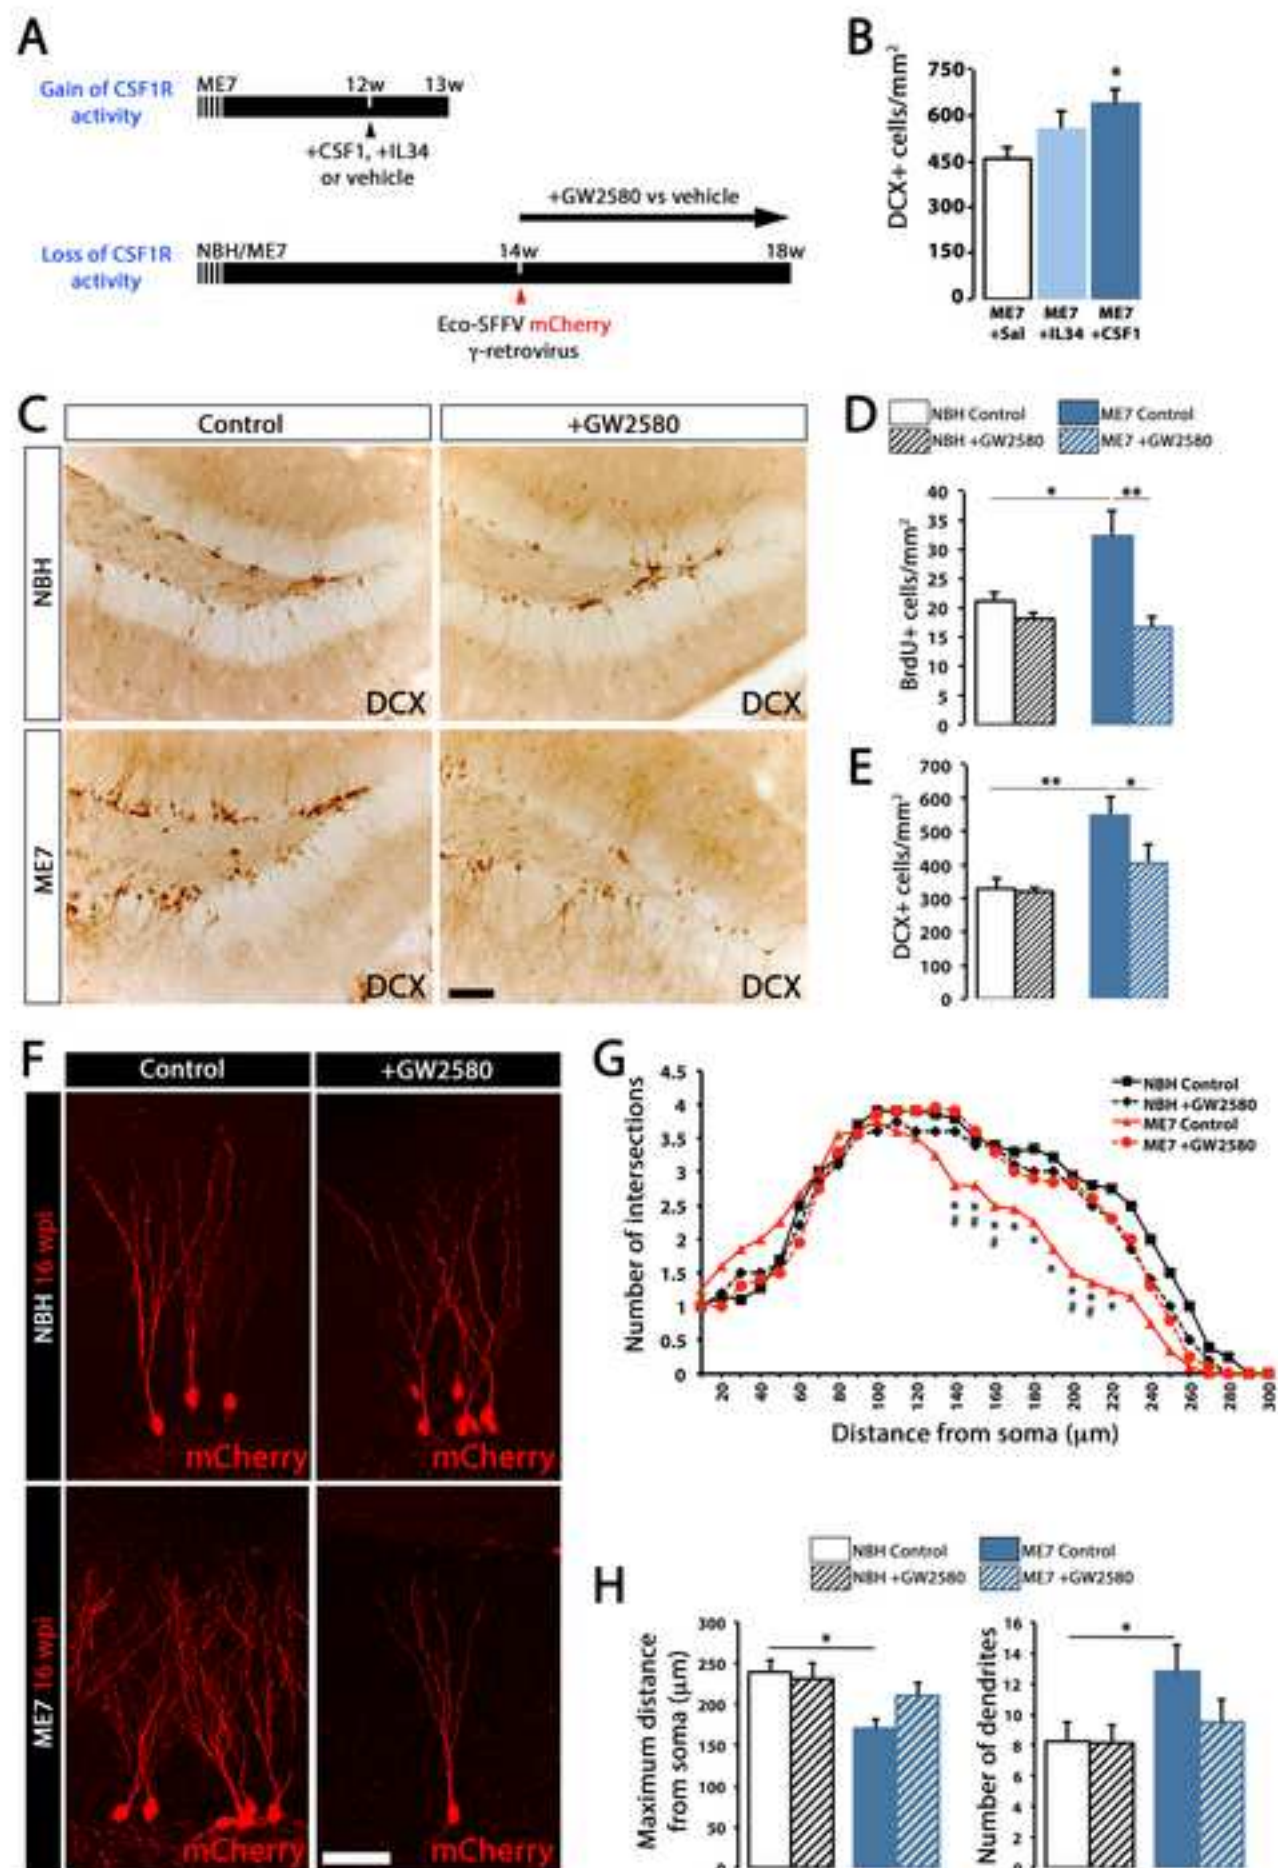 A
Gain of CSF1R
activity
ME7
12w
13w
+CSF1, +IL34
or vehicle
+GW2580 vs vehicle
Loss of CSF1R
activity
NBH/ME7
14w
18w
Eco-SFFV mCherry
γ-retrovirus
B
DCX+ cells/mm²
750
600
450
300
150
0
*
ME7
+Sal
ME7
+IL34
ME7
+CSF1
C
Control
+GW2580
NBH
DCX
DCX
ME7
DCX
DCX
D
NBH Control
ME7 Control
NBH +GW2580
ME7 +GW2580
BrdU+ cells/mm²
40
35
30
25
20
15
10
5
0
*
**
E
DCX+ cells/mm²
700
600
500
400
300
200
100
0
**
*
F
Control
+GW2580
NBH 16 wpi
mCherry
mCherry
ME7 16 wpi
mCherry
mCherry
G
Number of intersections
4.5
4
3.5
3
2.5
2
1.5
1
0.5
0
NBH Control
NBH +GW2580
ME7 Control
ME7 +GW2580
20
40
60
80
100
120
140
160
180
200
220
240
260
280
300
Distance from soma (μm)
H
NBH Control
ME7 Control
NBH +GW2580
ME7 +GW2580
Maximum distance
from soma (μm)
300
250
200
150
100
50
*
Number of dendrites
16
14
12
10
8
6
4
2
*